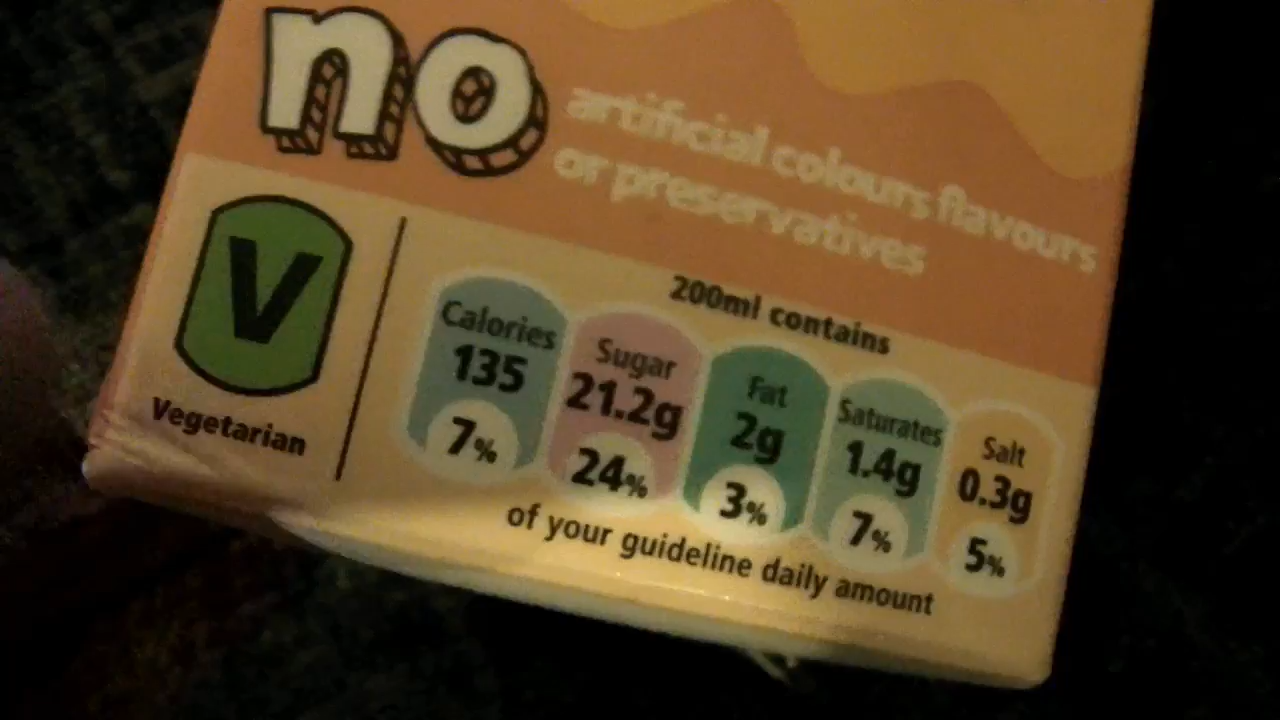 no
artificial colours flavours
or preservatives
V
Vegetarian
200ml contains
Calories
135
7%
Sugar
21.2g
24%
Fat
2g
3%
Saturates
1.4g
7%
Salt
0.3g
5%
of your guideline daily amount